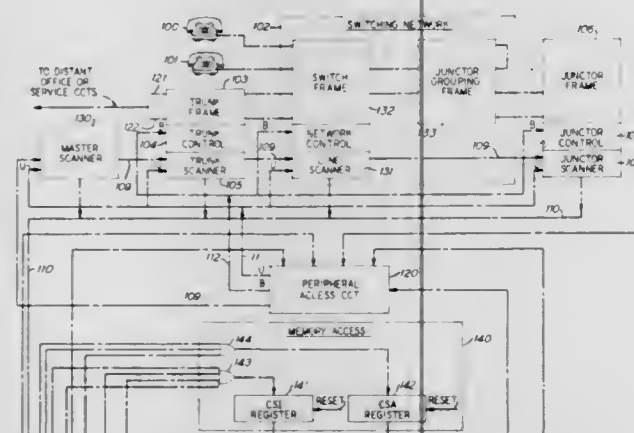 100 102 SWITCHING NETWORK 106
101
TO DISTANT OFFICE OR SERVICE CCTS
121 103
TRUNK FRAME
SWITCH FRAME
JUNCTOR GROUPING FRAME
JUNCTOR FRAME
130 122 132 133
B B B
MASTER SCANNER
104
TRUNK CONTROL
NETWORK CONTROL
JUNCTOR CONTROL
U 109
TRUNK SCANNER
109
LINE SCANNER
109
JUNCTOR SCANNER
105 131
110
110 112 11 U
B
120
PERIPHERAL ACCESS CCT
109
MEMORY ACCESS
144 140
143
141 142
CSI REGISTER
RESET
CSA REGISTER
RESET